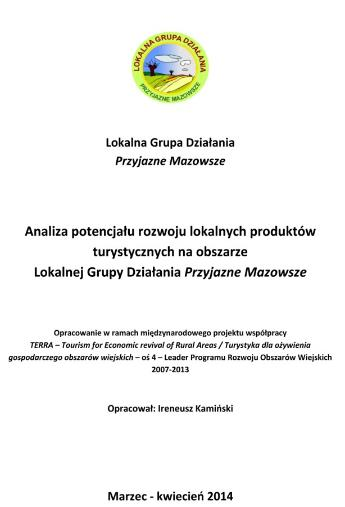 LOKALNA GRUPA DZIAŁANIA
PRZYJAZNE MAZOWSZE
Lokalna Grupa Działania
Przyjazne Mazowsze
Analiza potencjału rozwoju lokalnych produktów
turystycznych na obszarze
Lokalnej Grupy Działania Przyjazne Mazowsze
Opracowanie w ramach międzynarodowego projektu współpracy
TERRA – Tourism for Economic revival of Rural Areas / Turystyka dla ożywienia
gospodarczego obszarów wiejskich – oś 4 – Leader Programu Rozwoju Obszarów Wiejskich
2007-2013
Opracował: Ireneusz Kamiński
Marzec - kwiecień 2014